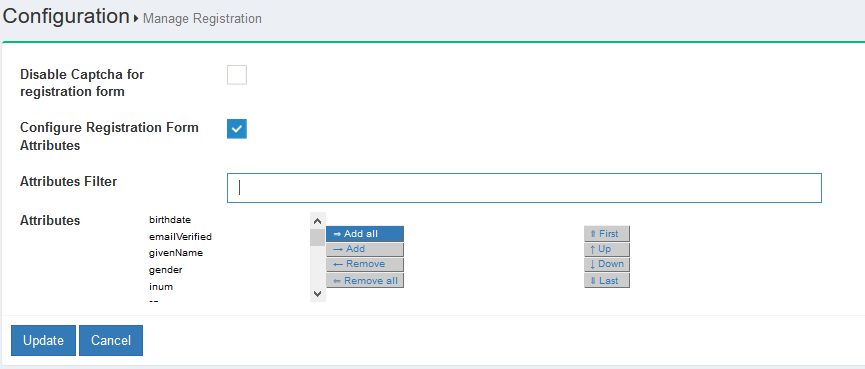 Configuration ▸ Manage Registration
Disable Captcha for
registration form
Configure Registration Form
Attributes
Attributes Filter
Attributes
birthdate
emailVerified
givenName
gender
inum
⇒ Add all
→ Add
← Remove
⇐ Remove all
⇑ First
↑ Up
↓ Down
⇓ Last
Update
Cancel